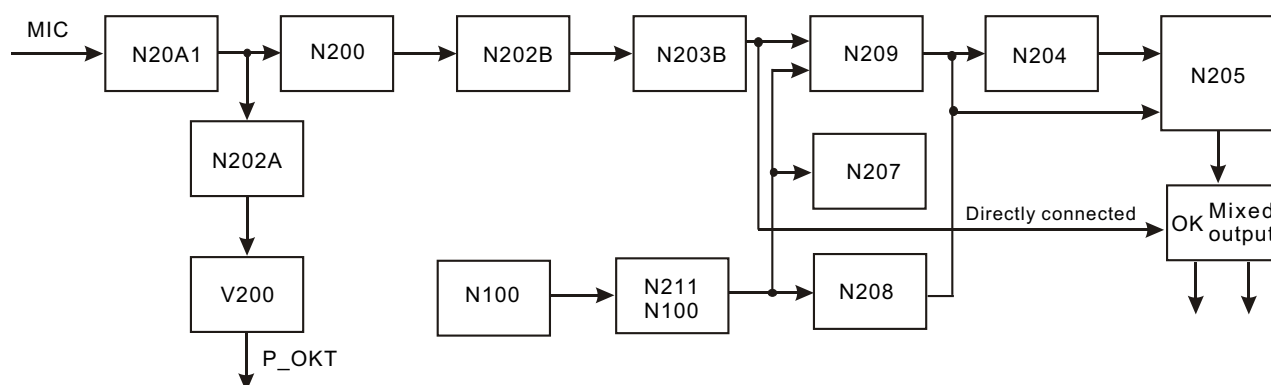 MIC
N20A1
N200
N202B
N203B
N209
N204
N205
N202A
N207
Directly connected
OK Mixed
output
V200
N100
N211
N100
N208
P_OKT